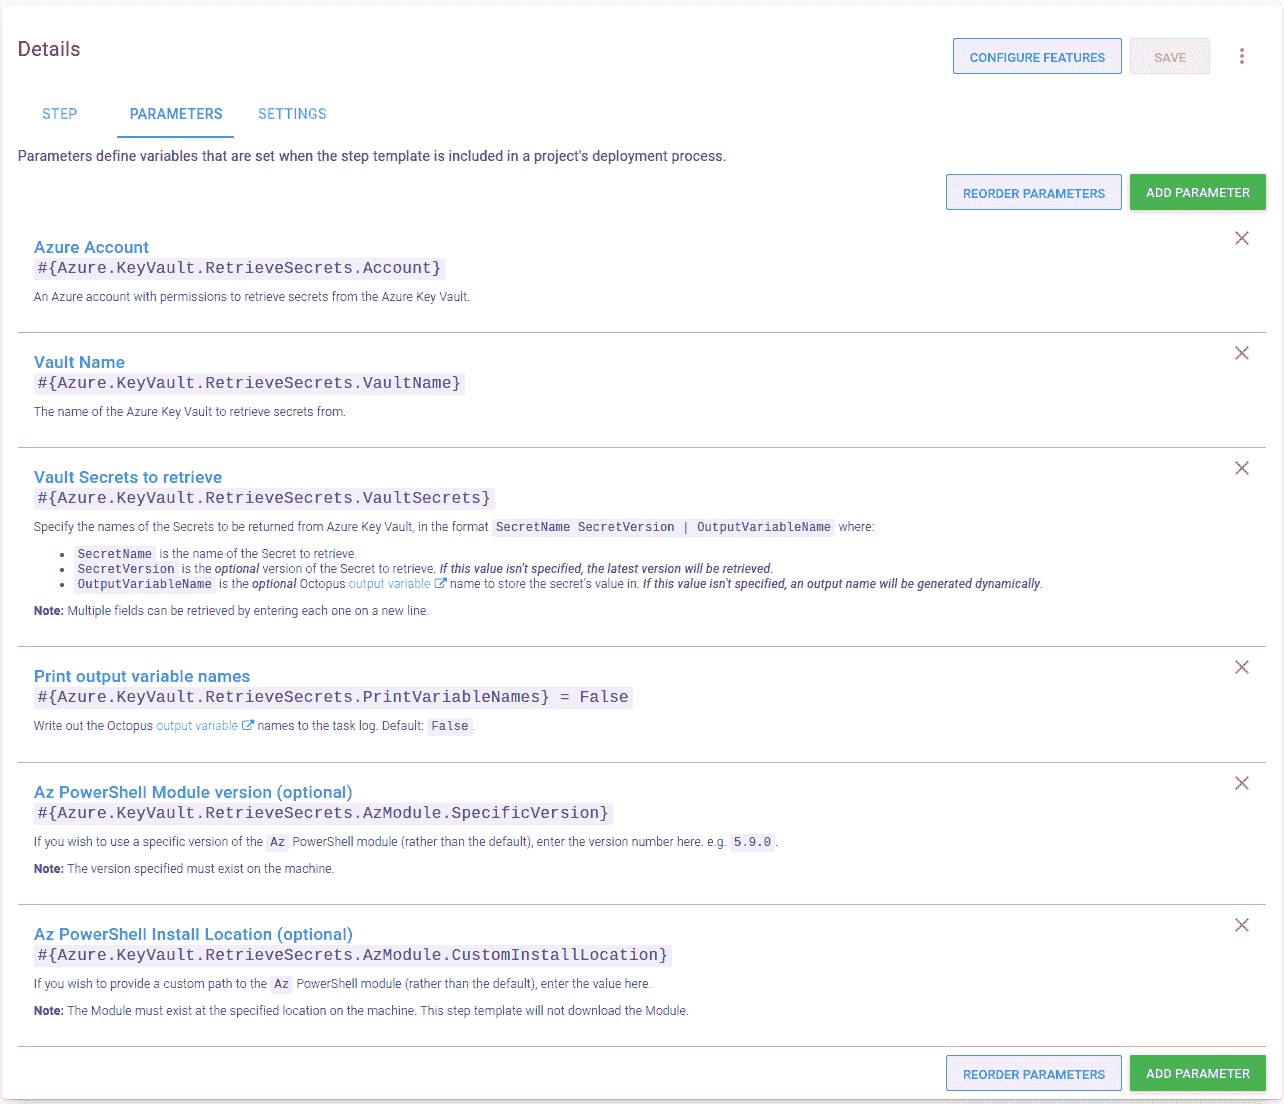 Details
CONFIGURE FEATURES
SAVE
STEP PARAMETERS SETTINGS
Parameters define variables that are set when the step template is included in a project's deployment process.
REORDER PARAMETERS
ADD PARAMETER
Azure Account
#{Azure.KeyVault.RetrieveSecrets.Account}
An Azure account with permissions to retrieve secrets from the Azure Key Vault.
Vault Name
#{Azure.KeyVault.RetrieveSecrets.VaultName}
The name of the Azure Key Vault to retrieve secrets from.
Vault Secrets to retrieve
#{Azure.KeyVault.RetrieveSecrets.VaultSecrets}
Specify the names of the Secrets to be returned from Azure Key Vault, in the format SecretName SecretVersion | OutputVariableName where:
• SecretName is the name of the Secret to retrieve.
• SecretVersion is the optional version of the Secret to retrieve. If this value isn't specified, the latest version will be retrieved.
• OutputVariableName is the optional Octopus output variable name to store the secret's value in. If this value isn't specified, an output name will be generated dynamically.
Note: Multiple fields can be retrieved by entering each one on a new line.
Print output variable names
#{Azure.KeyVault.RetrieveSecrets.PrintVariableNames} = False
Write out the Octopus output variable names to the task log. Default: False.
Az PowerShell Module version (optional)
#{Azure.KeyVault.RetrieveSecrets.AzModule.SpecificVersion}
If you wish to use a specific version of the Az PowerShell module (rather than the default), enter the version number here. e.g. 5.9.0.
Note: The version specified must exist on the machine.
Az PowerShell Install Location (optional)
#{Azure.KeyVault.RetrieveSecrets.AzModule.CustomInstallLocation}
If you wish to provide a custom path to the Az PowerShell module (rather than the default), enter the value here.
Note: The Module must exist at the specified location on the machine. This step template will not download the Module.
REORDER PARAMETERS
ADD PARAMETER